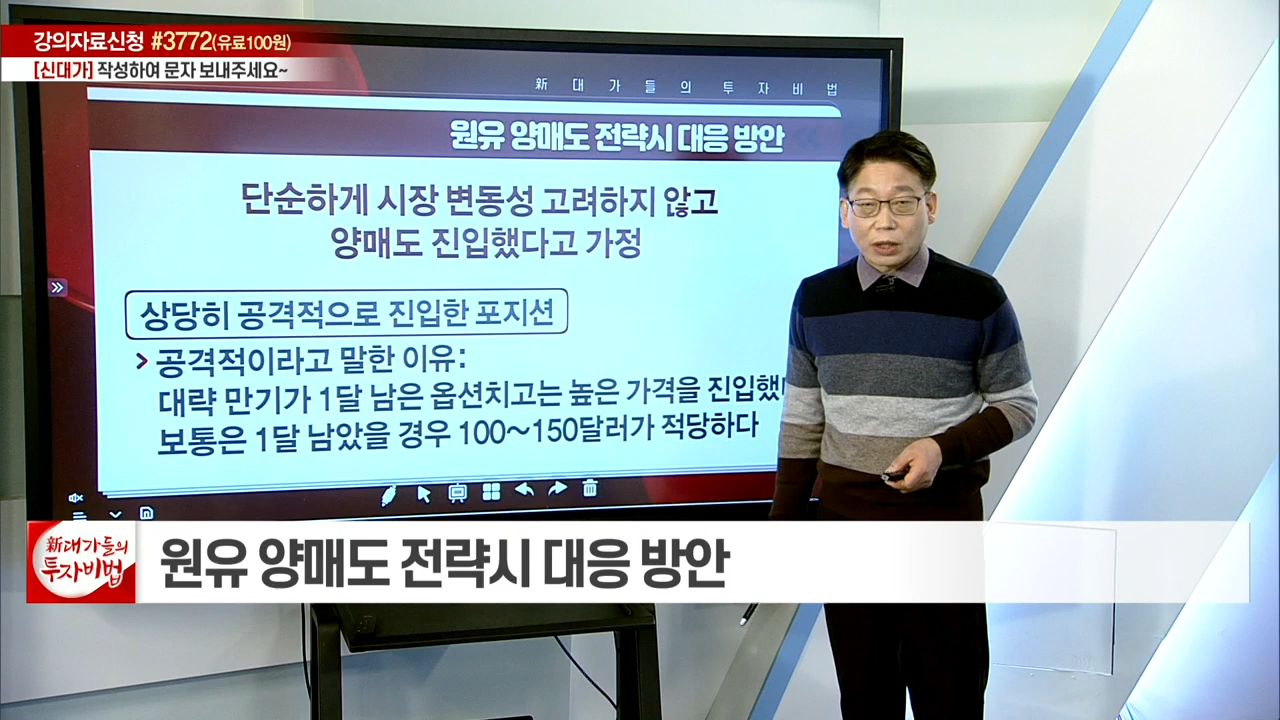 강의자료신청 #3772(유료100원)
[신대가] 작성하여 문자 보내주세요~
新 대 가 들 의 투 자 비 법
원유 양매도 전략시 대응 방안
단순하게 시장 변동성 고려하지 않고
양매도 진입했다고 가정
상당히 공격적으로 진입한 포지션
공격적이라고 말한 이유:
대략 만기가 1달 남은 옵션치고는 높은 가격을 진입했
보통은 1달 남았을 경우 100~150달러가 적당하다
新대가들의
투자비법
원유 양매도 전략시 대응 방안